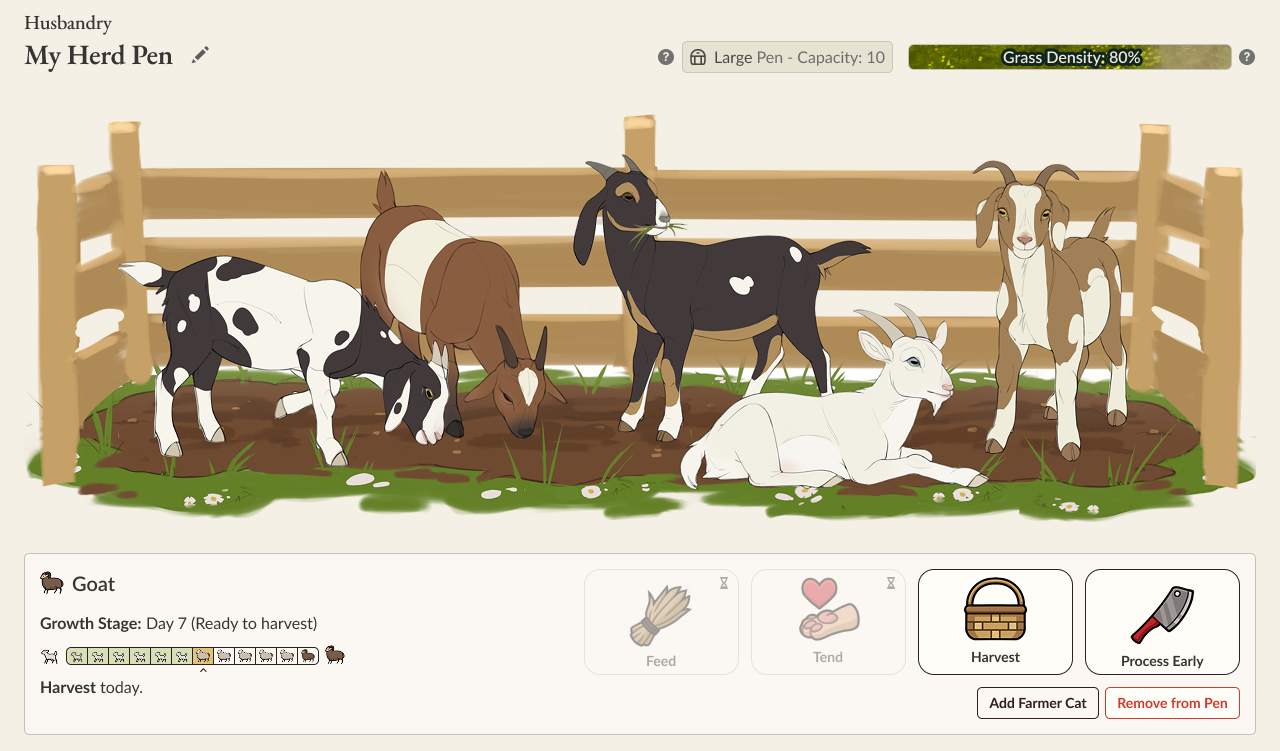 Husbandry
My Herd Pen
Large Pen - Capacity: 10
Grass Density: 80%
Goat
Growth Stage: Day 7 (Ready to harvest)
Harvest today.
Feed
Tend
Harvest
Process Early
Add Farmer Cat
Remove from Pen